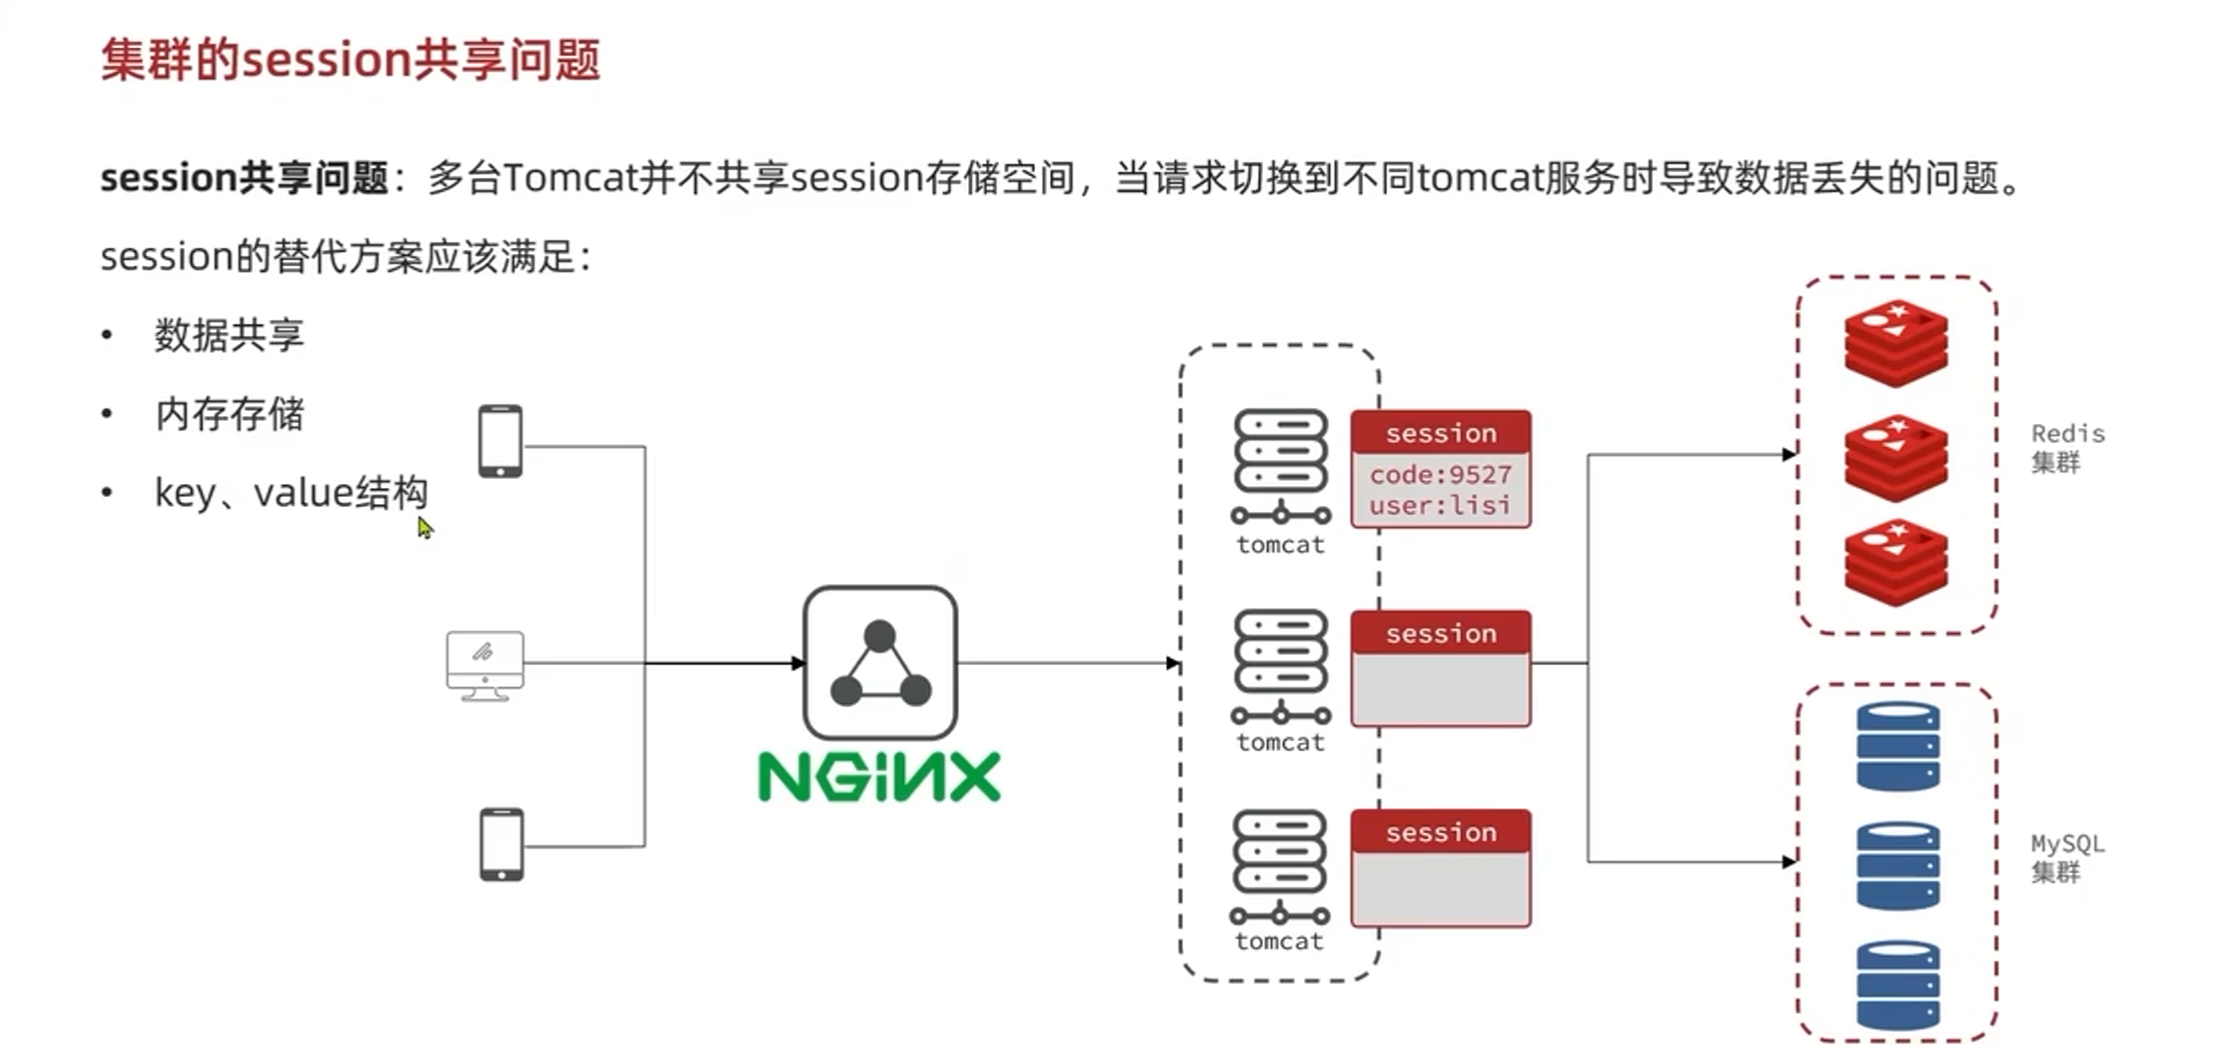 集群的session共享问题
session共享问题：多台Tomcat并不共享session存储空间，当请求切换到不同tomcat服务时导致数据丢失的问题。
session的替代方案应该满足：
• 数据共享
• 内存存储
• key、value结构
NGINX
session
code:9527
user:lisi
tomcat
session
tomcat
session
tomcat
Redis
集群
MySQL
集群